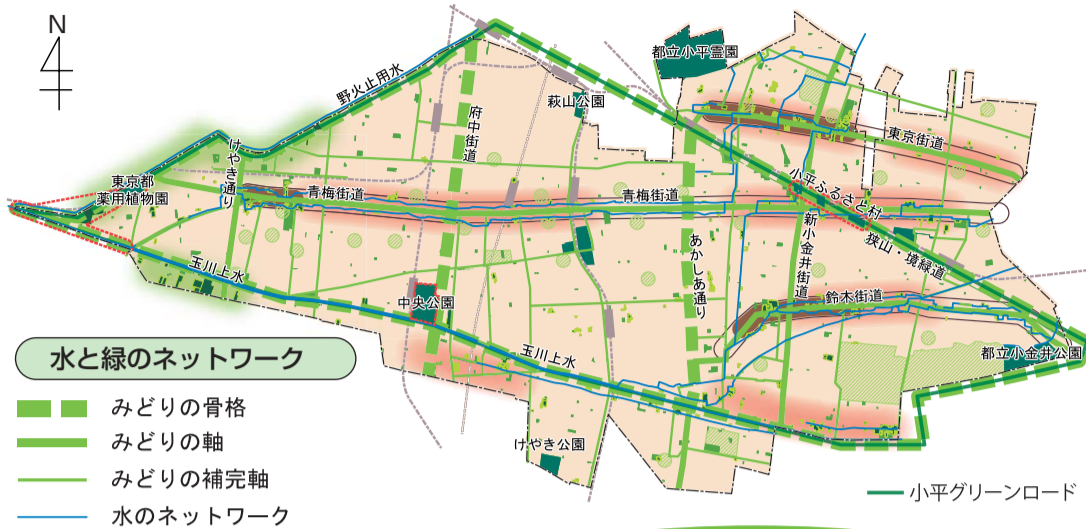 N
都立小平霊園
野火止用水
萩山公園
府中街道
東京街道
けやき通り
東京都
薬用植物園
青梅街道
青梅街道
小平ふるさと村
狭山・境緑道
新小金井街道
あかしあ通り
玉川上水
中央公園
鈴木街道
玉川上水
都立小金井公園
けやき公園
水と緑のネットワーク
みどりの骨格
みどりの軸
みどりの補完軸
水のネットワーク
小平グリーンロード